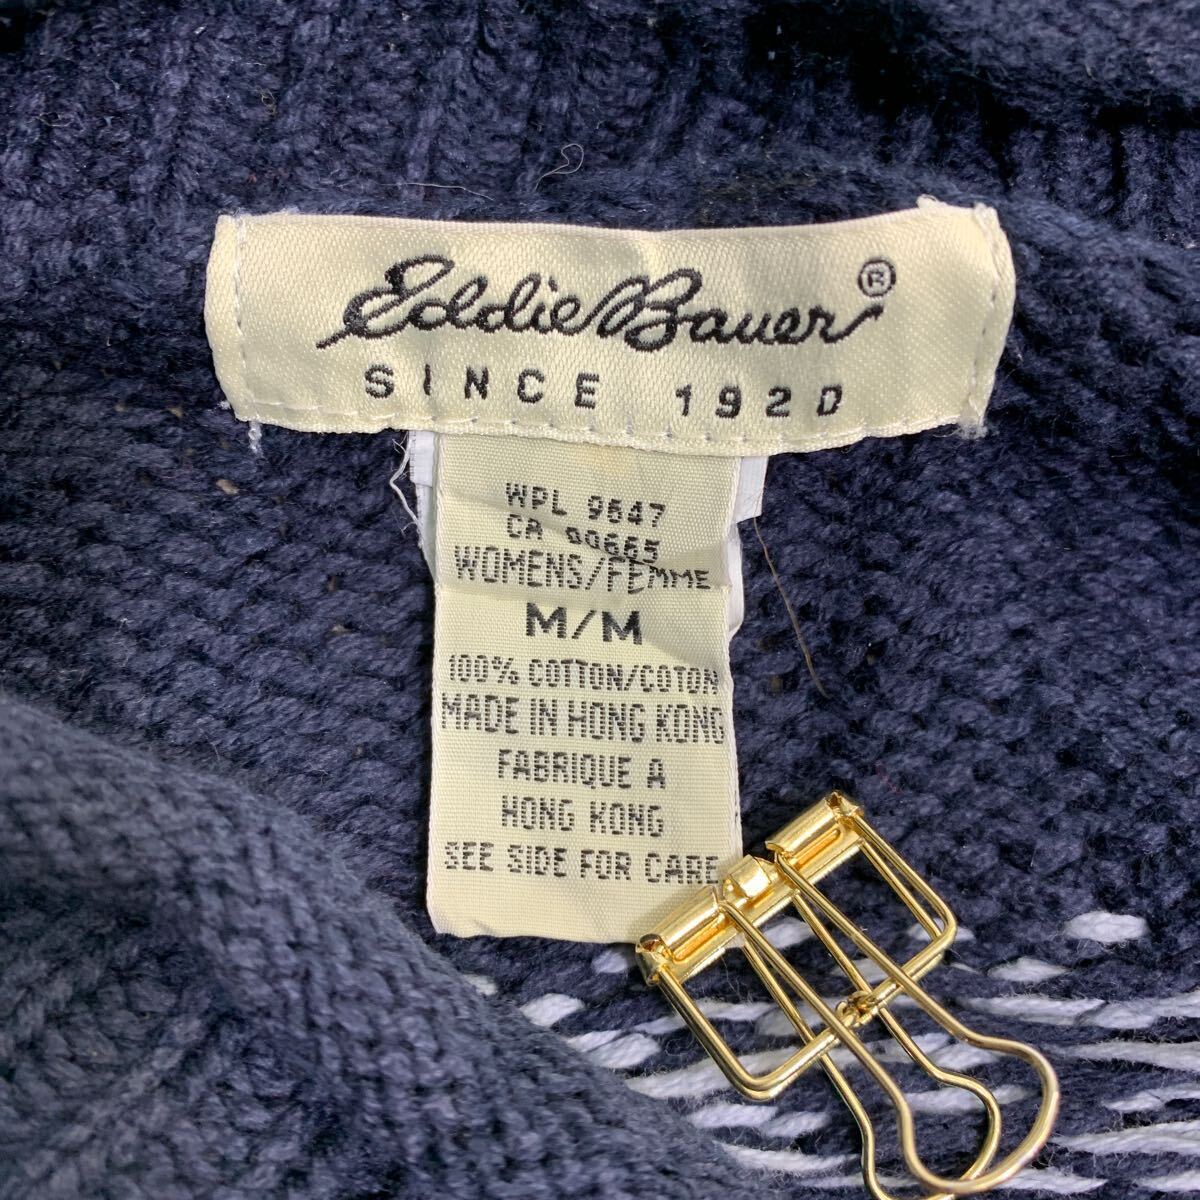 Eddie Bauer®
SINCE 1920
WPL 9647
CA 00665
WOMENS/FEMME
M/M
100% COTTON/COTON
MADE IN HONG KONG
FABRIQUE A
HONG KONG
SEE SIDE FOR CARE